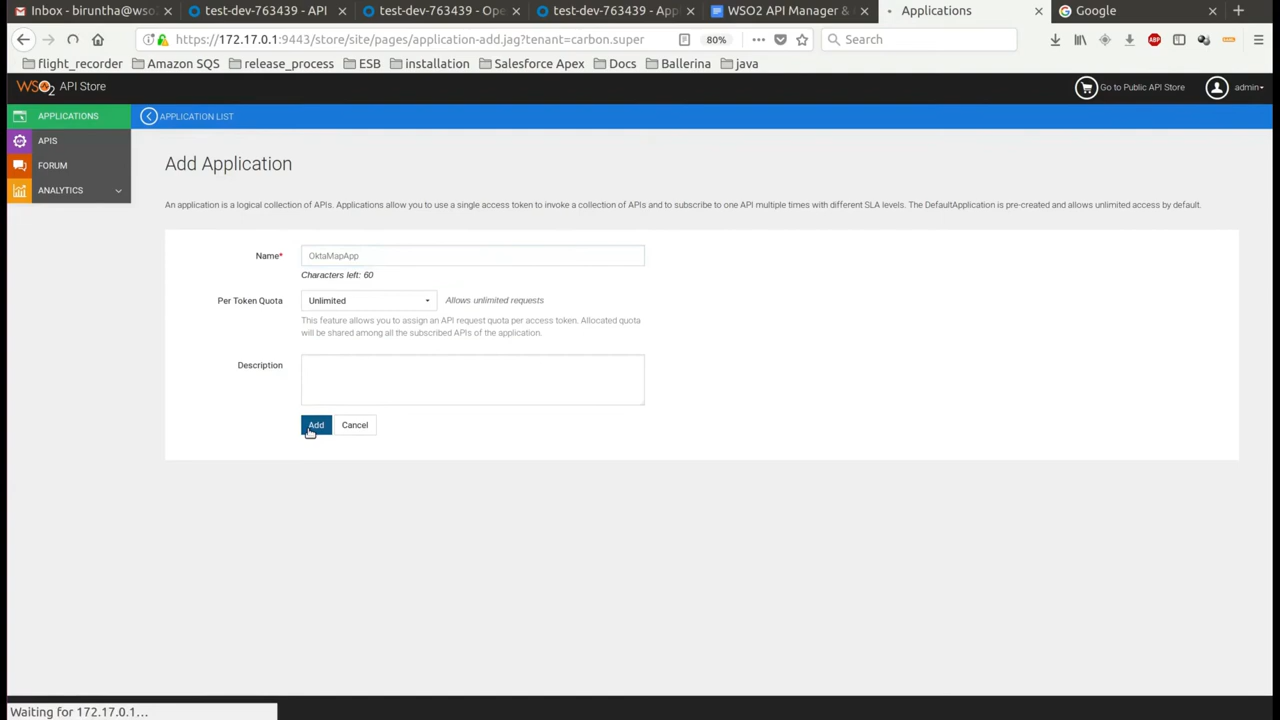 Inbox - biruntha@wso
test-dev-763439 - API
test-dev-763439 - Ope
test-dev-763439 - App
WSO2 API Manager &
Applications
Google
https://172.17.0.1:9443/store/site/pages/application-add.jag?tenant=carbon.super
80%
Search
ABP
flight_recorder
Amazon SQS
release_process
ESB
installation
Salesforce Apex
Docs
Ballerina
java
WSO2 API Store
Go to Public API Store
admin
APPLICATIONS
APPLICATION LIST
APIS
FORUM
ANALYTICS
Add Application
An application is a logical collection of APIs. Applications allow you to use a single access token to invoke a collection of APIs and to subscribe to one API multiple times with different SLA levels. The DefaultApplication is pre-created and allows unlimited access by default.
Name*
OktaMapApp
Characters left: 60
Per Token Quota
Unlimited
Allows unlimited requests
This feature allows you to assign an API request quota per access token. Allocated quota
will be shared among all the subscribed APIs of the application.
Description
Add
Cancel
Waiting for 172.17.0.1...